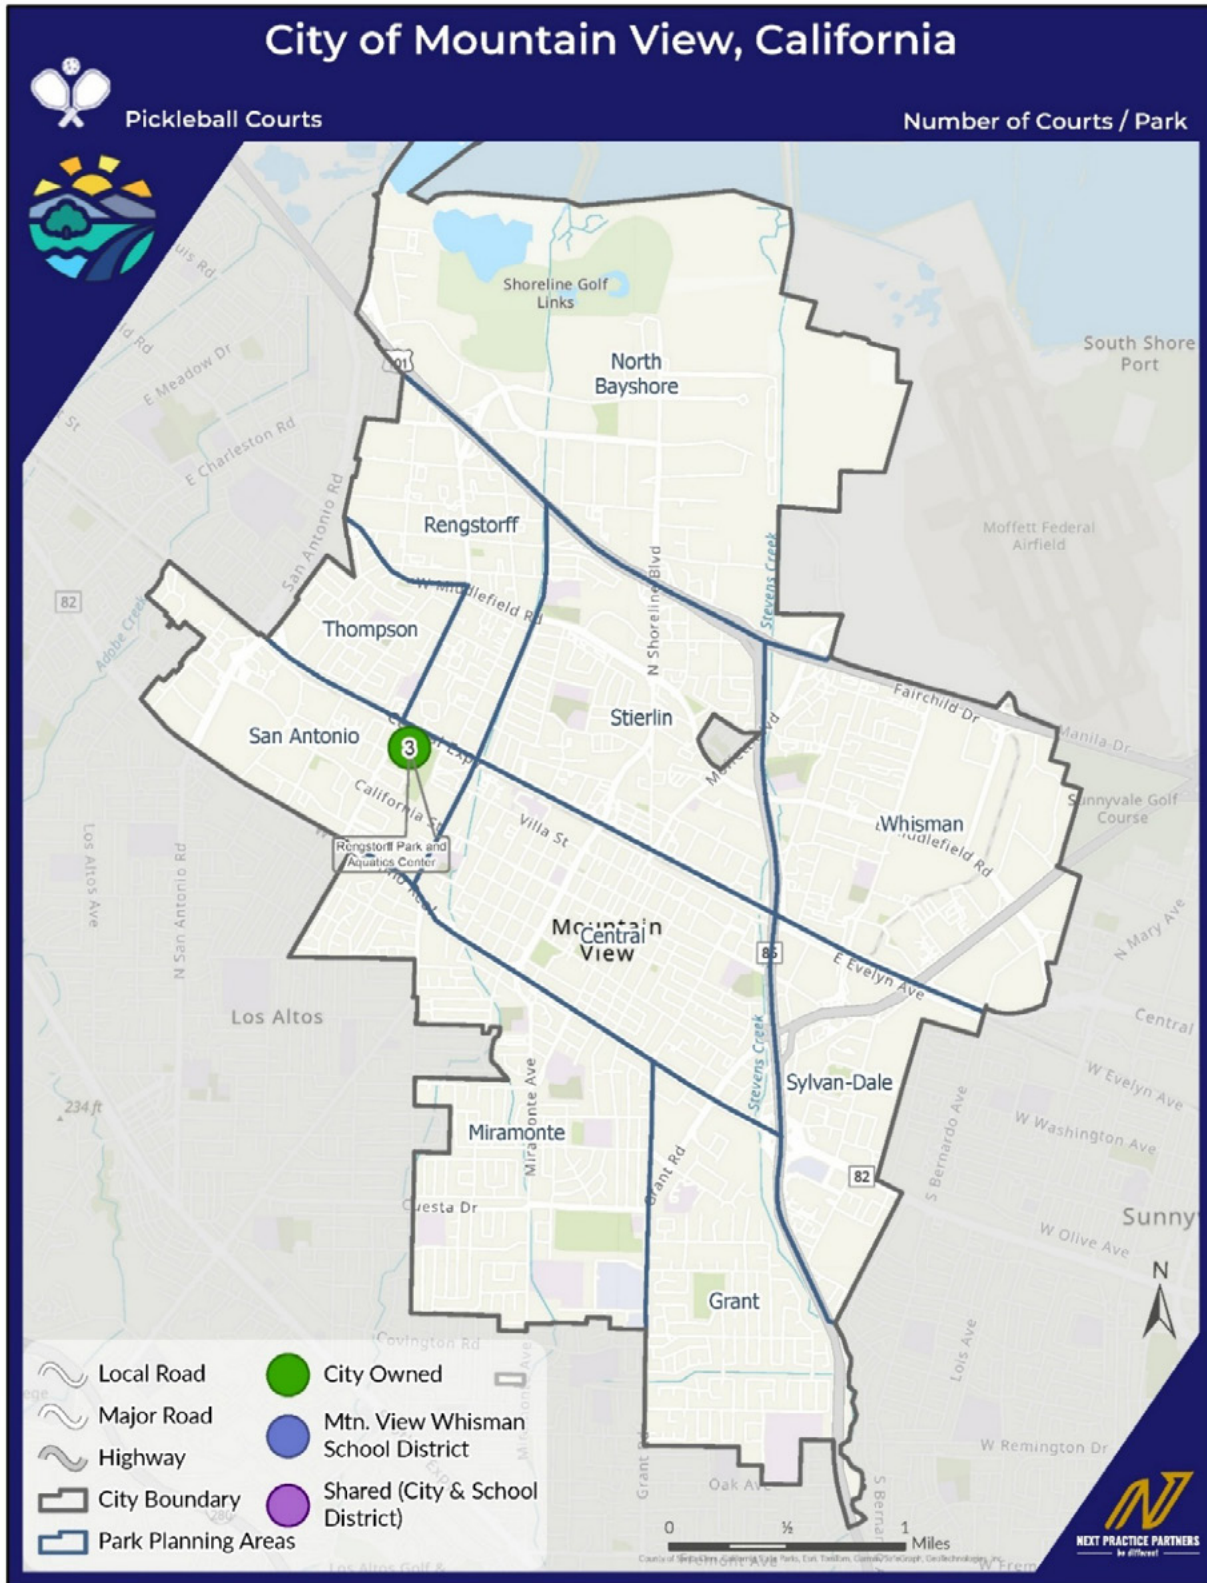 City of Mountain View, California
Pickleball Courts
Number of Courts / Park
Shoreline Golf
Links
North
Bayshore
South Shore
Port
101
E Meadow Dr
E Charleston Rd
San Antonio Rd
Rengstorff
Moffett Federal
Airfield
82
Adobe Creek
W Middlefield Rd
N Shoreline Blvd
Stevens Creek
Thompson
Fairchild Dr
Manila Dr
Stierlin
San Antonio
3
California St
Villa St
Sunnyvale Golf
Course
Whisman
Rengstorff Park and
Aquatics Center
Los Altos Ave
N San Antonio Rd
Mountain
View
Central
85
E Evelyn Ave
N Mary Ave
Los Altos
Central
234 ft
Miramonte Ave
Stevens Creek
Sylvan-Dale
W Evelyn Ave
W Washington Ave
Miramonte
Grant Rd
82
S Bernardo Ave
Cuesta Dr
W Olive Ave
Grant
N
Lois Ave
Covington Rd
Local Road
City Owned
Major Road
Mtn. View Whisman
School District
Highway
City Boundary
Shared (City & School
District)
Park Planning Areas
280
Grant Rd
Oak Ave
W Remington Dr
0
½
1
Miles
NEXT PRACTICE PARTNERS
be different